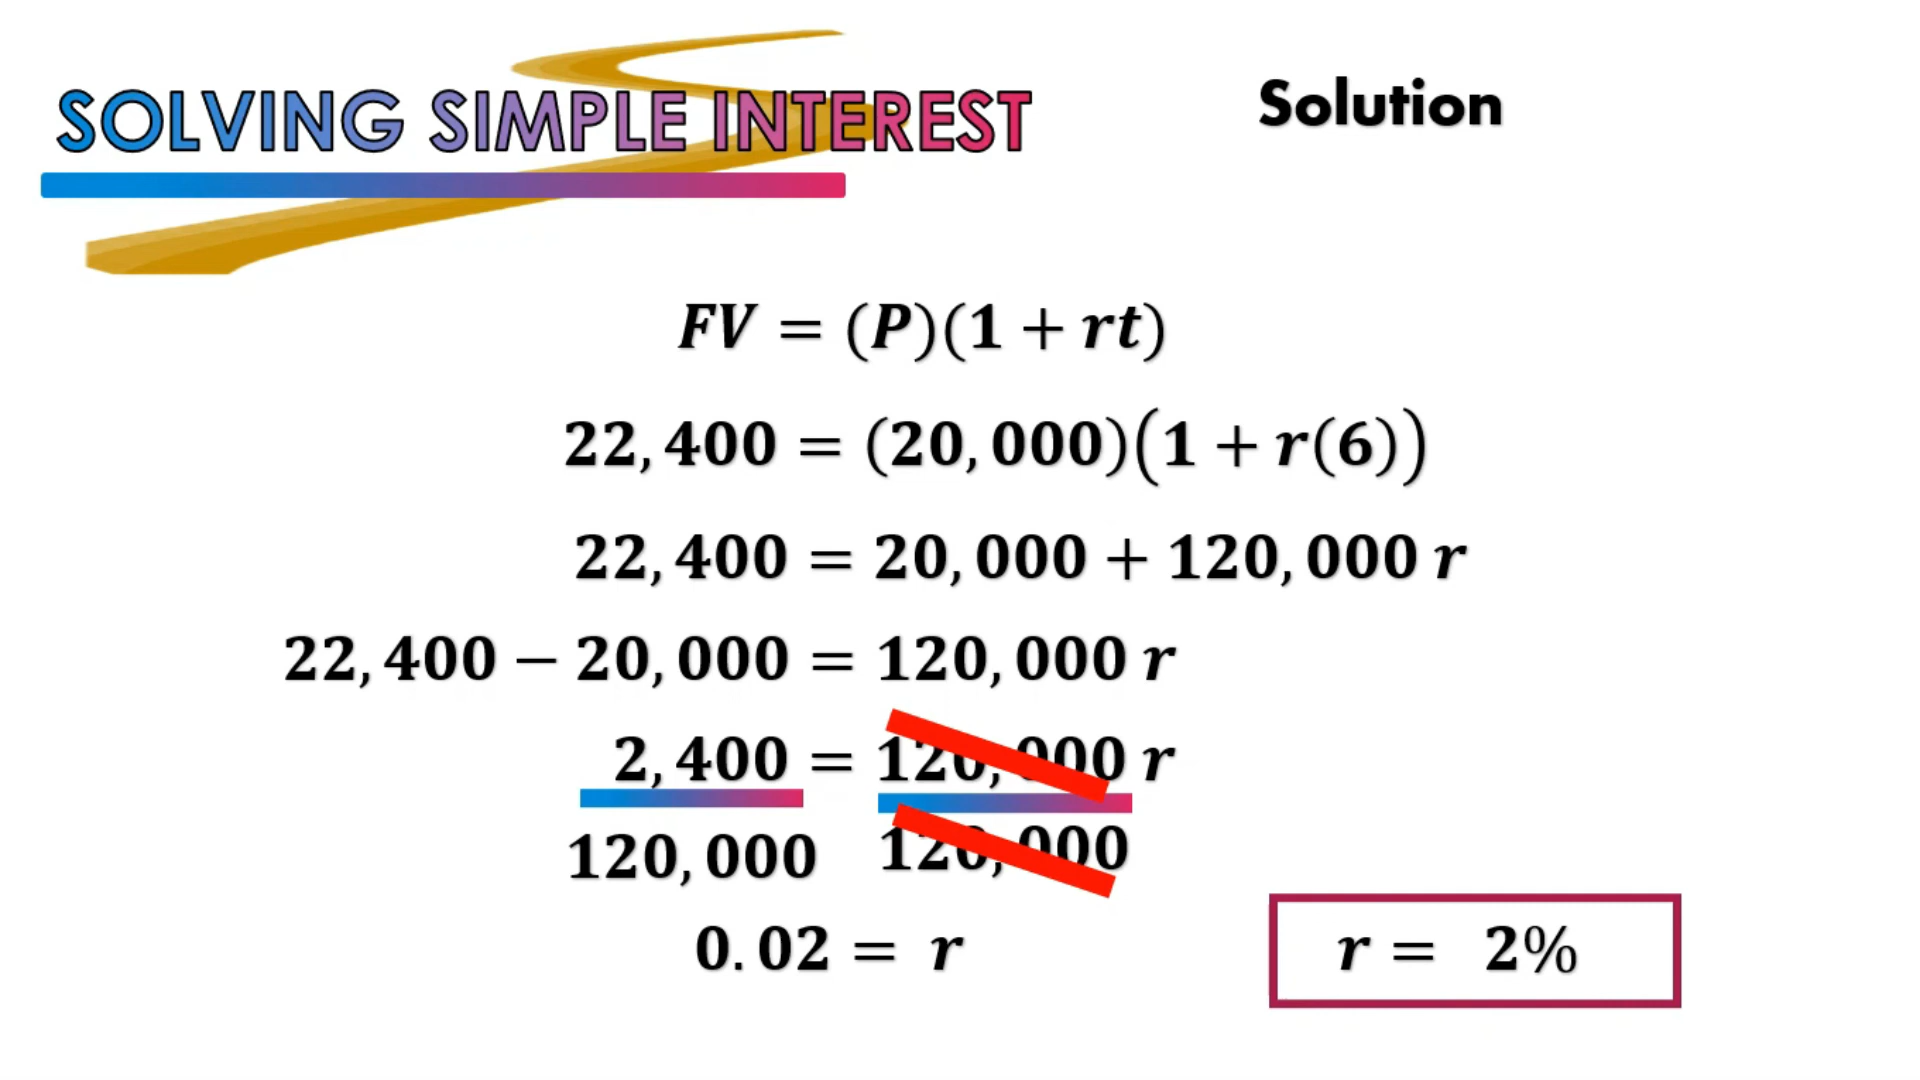 SOLVING SIMPLE INTEREST
Solution
FV = (P)(1 + rt)
22,400 = (20,000)(1 + r(6))
22,400 = 20,000 + 120,000 r
22,400 − 20,000 = 120,000 r
2,400 = 120,000 r
120,000 120,000
0.02 = r
r = 2%